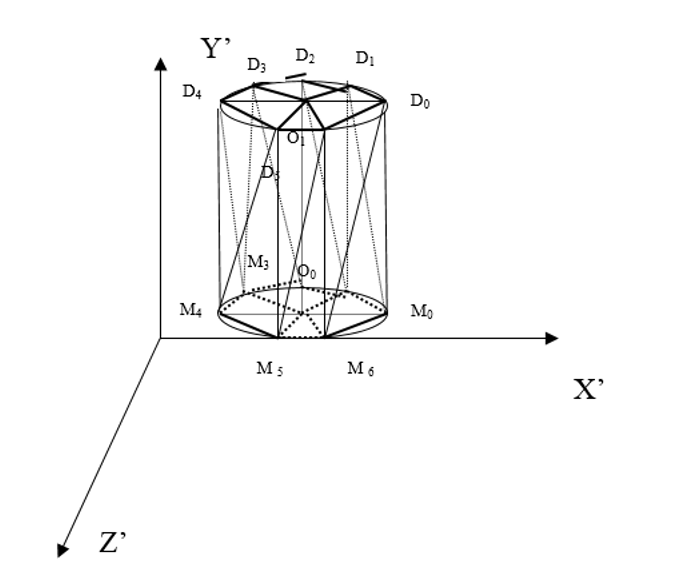 Y’
D₂
D₃
D₁
D₄
D₀
O₁
D₅
M₃
O₀
M₄
M₀
M ₅
M ₆
X’
Z’